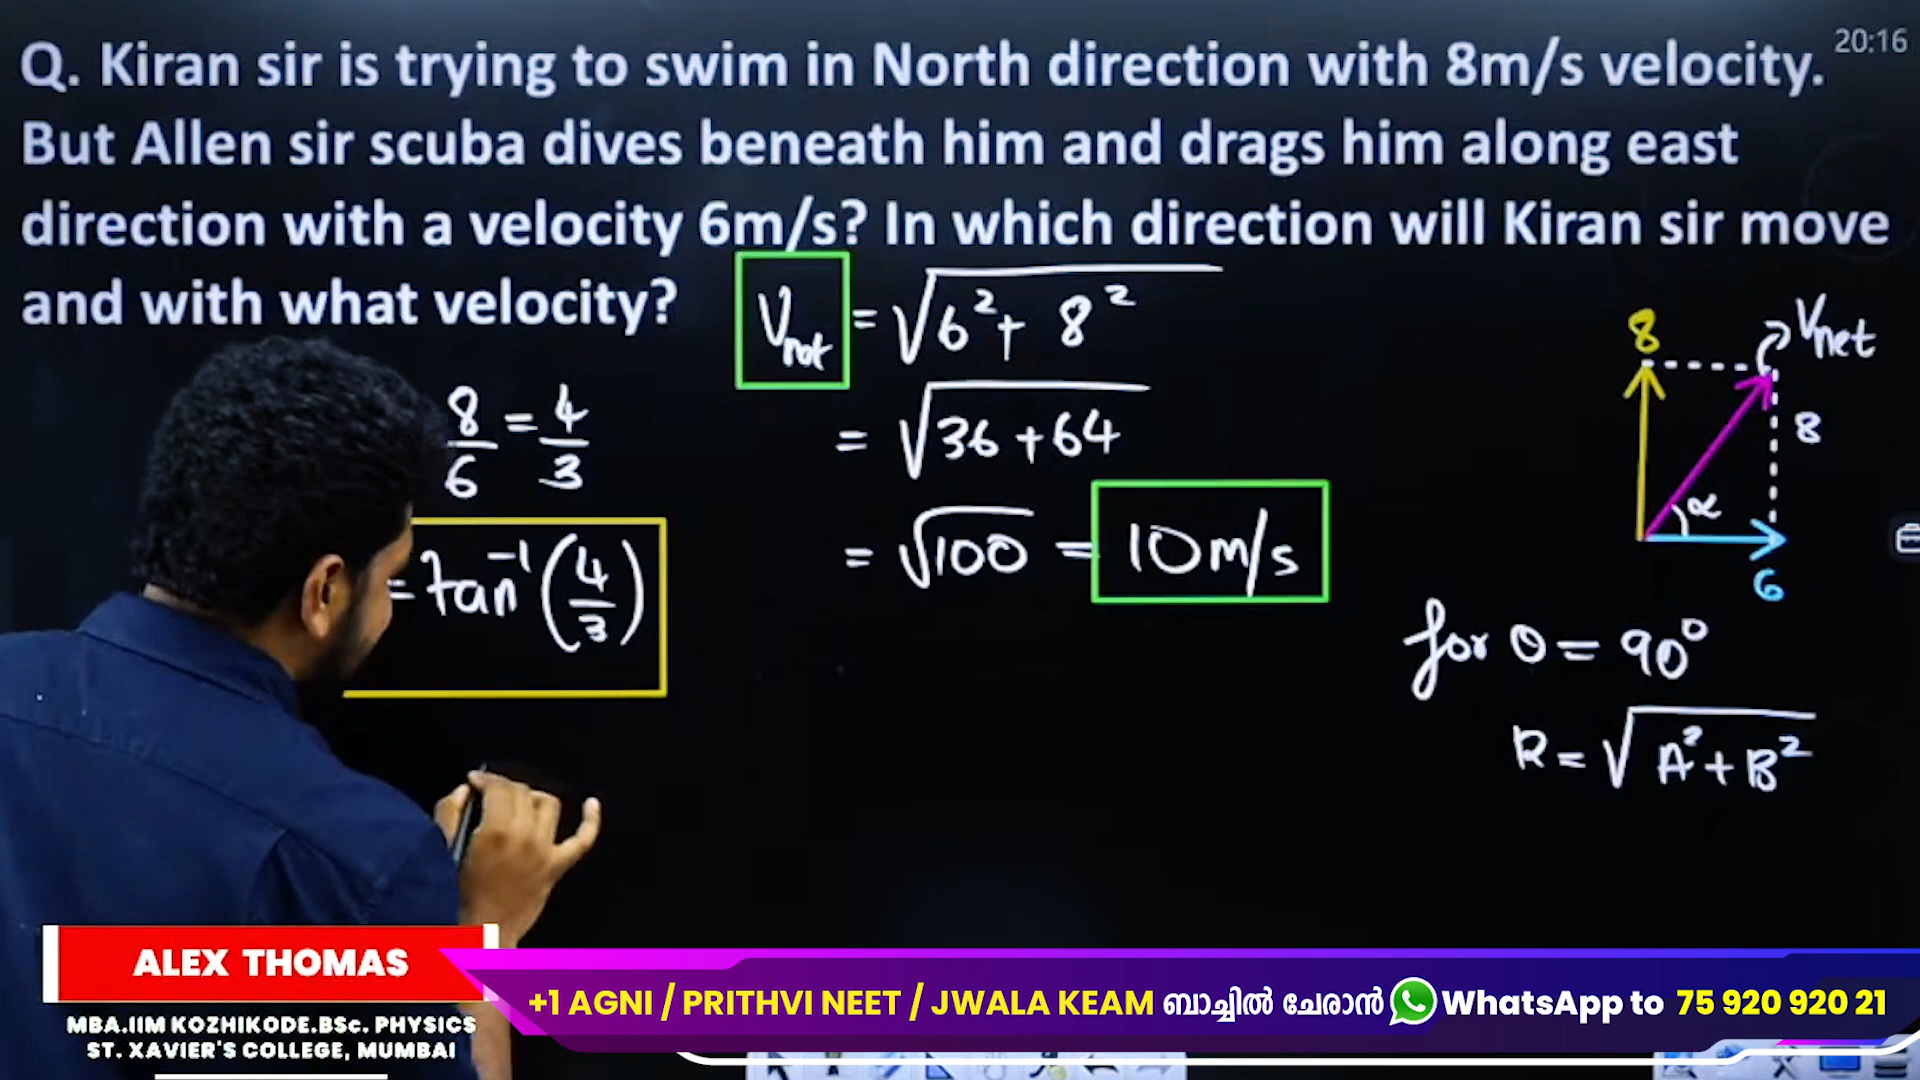 20:16
Q. Kiran sir is trying to swim in North direction with 8m/s velocity.
But Allen sir scuba dives beneath him and drags him along east
direction with a velocity 6m/s? In which direction will Kiran sir move
and with what velocity?
Vnet = √6² + 8²
= √36 + 64
= √100 = 10 m/s
8/6 = 4/3
= tan⁻¹(4/3)
8
Vnet
8
α
6
for θ = 90°
R = √A² + B²
ALEX THOMAS
MBA.IIM KOZHIKODE.BSc. PHYSICS
ST. XAVIER'S COLLEGE, MUMBAI
+1 AGNI / PRITHVI NEET / JWALA KEAM ബാച്ചിൽ ചേരാൻ WhatsApp to 75 920 920 21